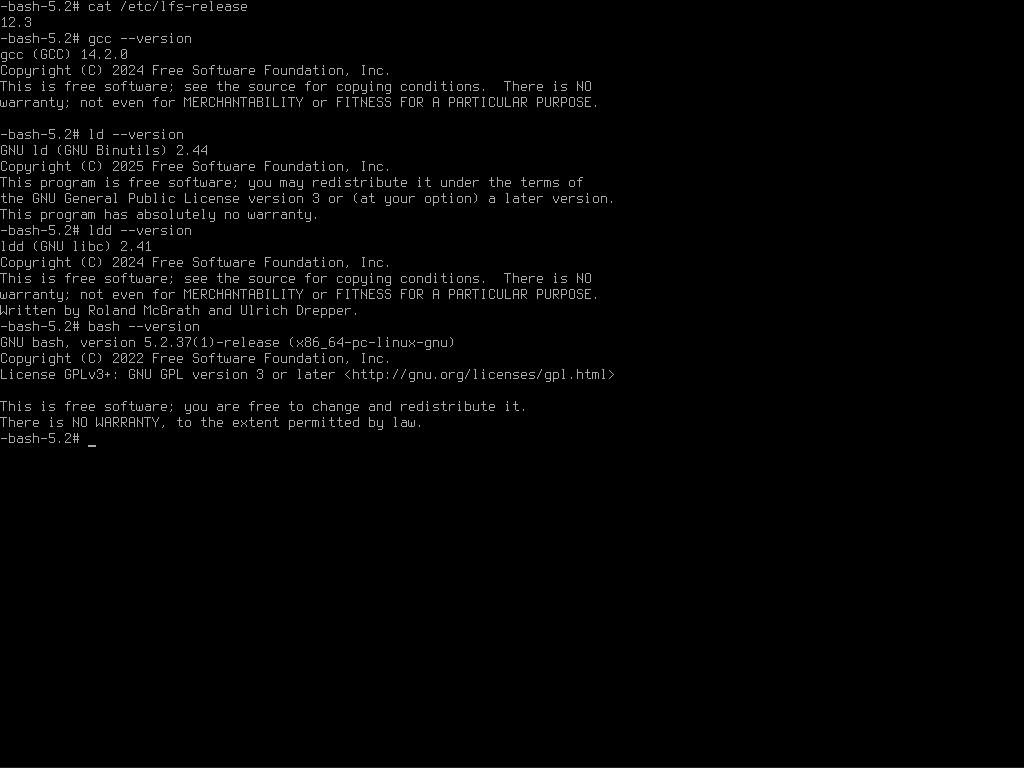 -bash-5.2# cat /etc/lfs-release
12.3
-bash-5.2# gcc --version
gcc (GCC) 14.2.0
Copyright (C) 2024 Free Software Foundation, Inc.
This is free software; see the source for copying conditions.  There is NO
warranty; not even for MERCHANTABILITY or FITNESS FOR A PARTICULAR PURPOSE.

-bash-5.2# ld --version
GNU ld (GNU Binutils) 2.44
Copyright (C) 2025 Free Software Foundation, Inc.
This program is free software; you may redistribute it under the terms of
the GNU General Public License version 3 or (at your option) a later version.
This program has absolutely no warranty.
-bash-5.2# ldd --version
ldd (GNU libc) 2.41
Copyright (C) 2024 Free Software Foundation, Inc.
This is free software; see the source for copying conditions.  There is NO
warranty; not even for MERCHANTABILITY or FITNESS FOR A PARTICULAR PURPOSE.
Written by Roland McGrath and Ulrich Drepper.
-bash-5.2# bash --version
GNU bash, version 5.2.37(1)-release (x86_64-pc-linux-gnu)
Copyright (C) 2022 Free Software Foundation, Inc.
License GPLv3+: GNU GPL version 3 or later <http://gnu.org/licenses/gpl.html>

This is free software; you are free to change and redistribute it.
There is NO WARRANTY, to the extent permitted by law.
-bash-5.2# _